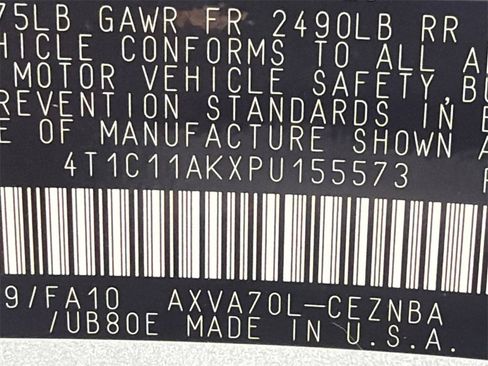 75LB GAWR FR 2490LB RR
HICLE CONFORMS TO ALL A
MOTOR VEHICLE SAFETY, BU
REVENTION STANDARDS IN E
E OF MANUFACTURE SHOWN A
4T1C11AKXPU155573
9/FA10 AXVA70L-CEZNBA
/UB80E MADE IN U.S.A.